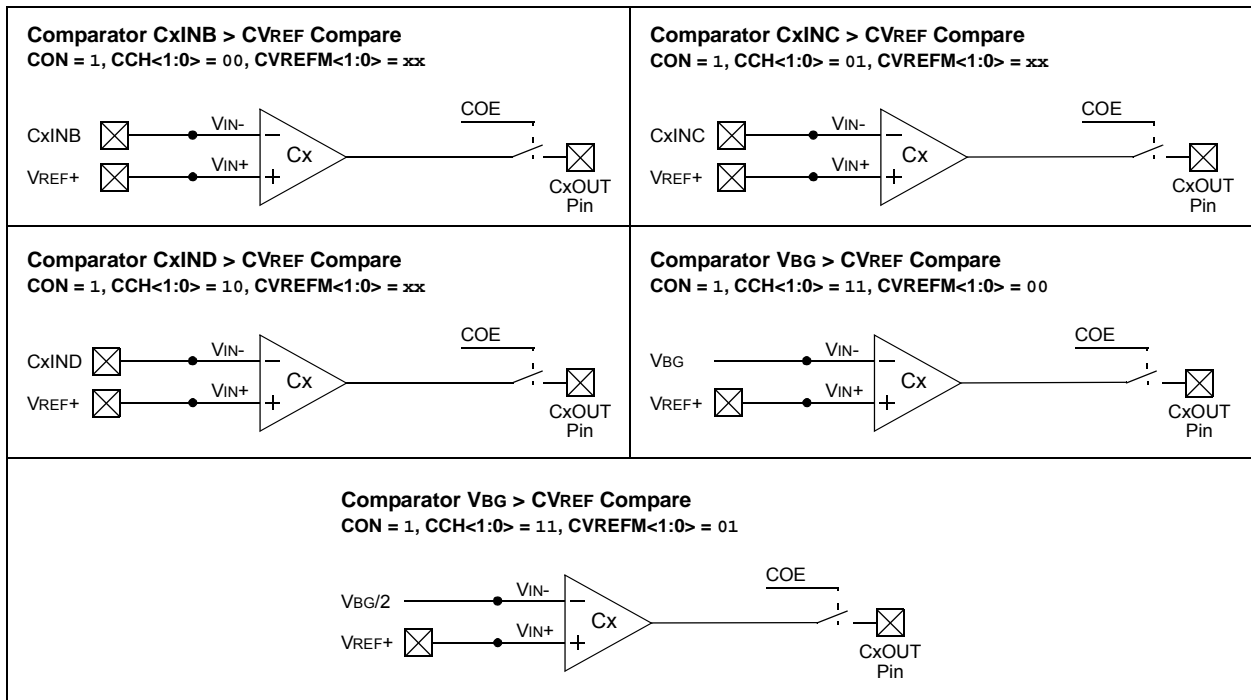 Comparator CxINB > CVREF Compare
CON = 1, CCH<1:0> = 00, CVREFM<1:0> = xx
COE
CxINB
VIN-
−
Cx
VREF+
VIN+
+
CxOUT
Pin
Comparator CxINC > CVREF Compare
CON = 1, CCH<1:0> = 01, CVREFM<1:0> = xx
COE
CxINC
VIN-
−
Cx
VREF+
VIN+
+
CxOUT
Pin
Comparator CxIND > CVREF Compare
CON = 1, CCH<1:0> = 10, CVREFM<1:0> = xx
COE
CxIND
VIN-
−
Cx
VREF+
VIN+
+
CxOUT
Pin
Comparator VBG > CVREF Compare
CON = 1, CCH<1:0> = 11, CVREFM<1:0> = 00
COE
VBG
VIN-
−
Cx
VREF+
VIN+
+
CxOUT
Pin
Comparator VBG > CVREF Compare
CON = 1, CCH<1:0> = 11, CVREFM<1:0> = 01
COE
VBG/2
VIN-
−
Cx
VREF+
VIN+
+
CxOUT
Pin